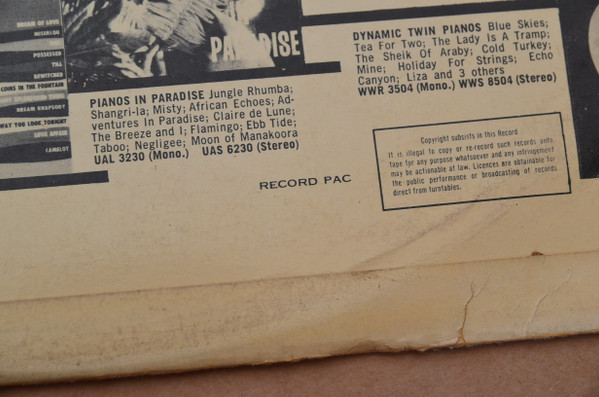 DREAM OF LOVE
MISERLOU
POSSESSED
TILL
BEWITCHED
COINS IN THE FOUNTAIN
DREAM RHAPSODY
WAY YOU LOOK TONIGHT
LOVE AFFAIR
CAMELOT
PARADISE
PIANOS IN PARADISE Jungle Rhumba;
Shangri-la; Misty; African Echoes; Ad-
ventures In Paradise; Claire de Lune;
The Breeze and I; Flamingo; Ebb Tide;
Taboo; Negligee; Moon of Manakoora
UAL 3230 (Mono.) UAS 6230 (Stereo)
DYNAMIC TWIN PIANOS Blue Skies;
Tea For Two; The Lady Is A Tramp;
The Sheik Of Araby; Cold Turkey;
Mine; Holiday For Strings; Echo
Canyon; Liza and 3 others
WWR 3504 (Mono.) WWS 8504 (Stereo)
RECORD PAC
Copyright subsists in this Record
It is illegal to copy or re-record such records onto
tape for any purpose whatsoever and any infringement
may be actionable at law. Licences are obtainable for
the public performance or broadcasting of records
direct from turntables.